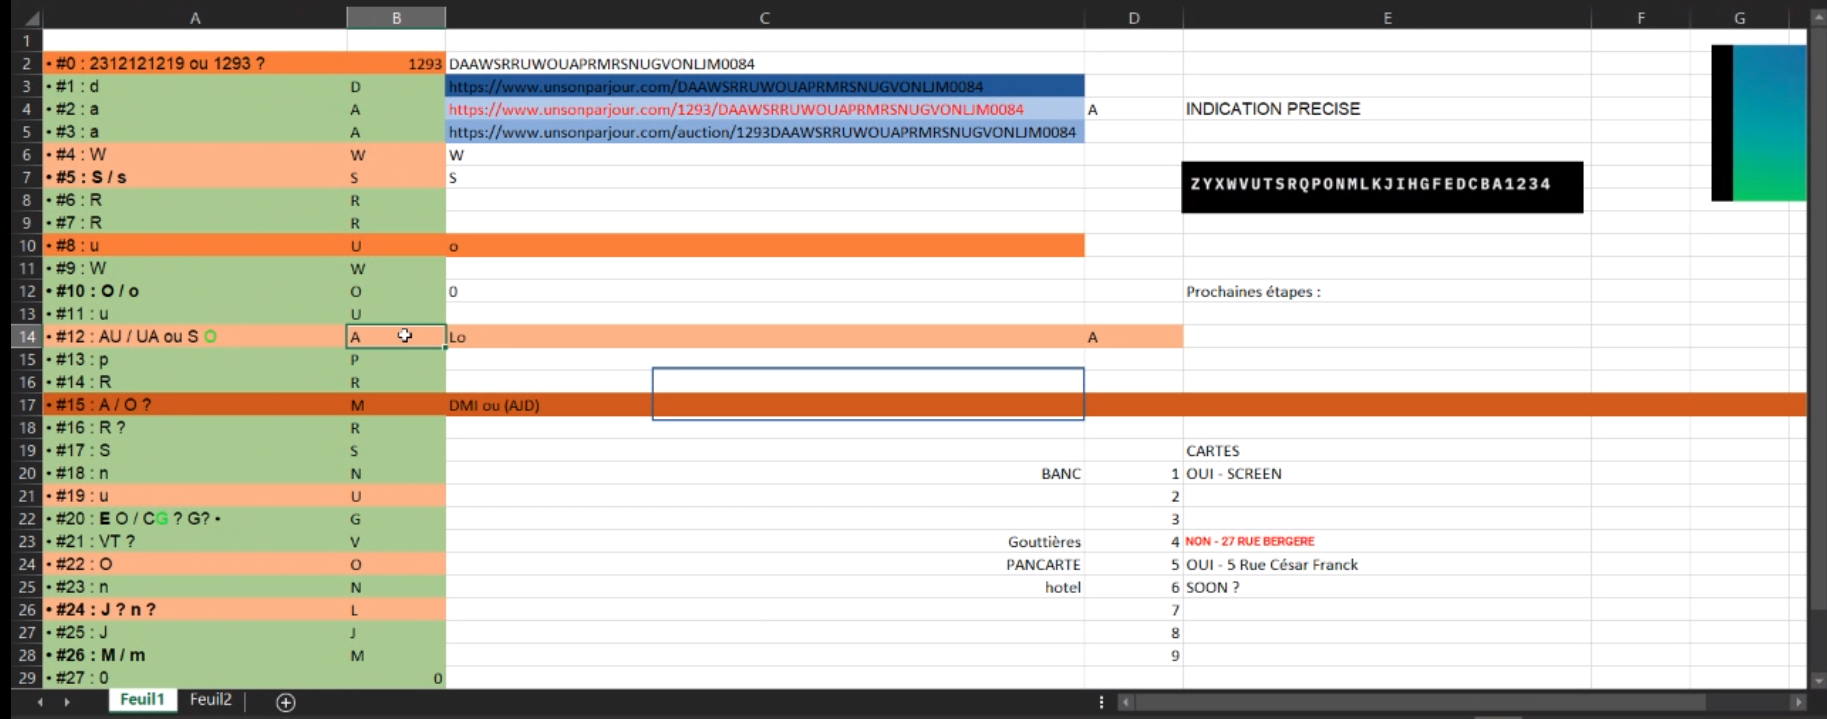 A B C D E F G
1
2 • #0 : 2312121219 ou 1293 ? 1293 DAAWSRRUWOUAPRMRSNUGVONLJM0084
3 • #1 : d D https://www.unsonparjour.com/DAAWSRRUWOUAPRMRSNUGVONLJM0084
4 • #2 : a A https://www.unsonparjour.com/1293/DAAWSRRUWOUAPRMRSNUGVONLJM0084 A INDICATION PRECISE
5 • #3 : a A https://www.unsonparjour.com/auction/1293DAAWSRRUWOUAPRMRSNUGVONLJM0084
6 • #4 : W W W
7 • #5 : S / s S S
ZYXWVUTSRQPONMLKJIHGFEDCBA1234
8 • #6 : R R
9 • #7 : R R
10 • #8 : u U o
11 • #9 : W W
12 • #10 : O / o O 0 Prochaines étapes :
13 • #11 : u U
14 • #12 : AU / UA ou S O A Lo A
15 • #13 : p P
16 • #14 : R R
17 • #15 : A / O ? M DMI ou (AJD)
18 • #16 : R ? R
19 • #17 : S S CARTES
20 • #18 : n N BANC 1 OUI - SCREEN
21 • #19 : u U 2
22 • #20 : E O / CG ? G? • G 3
23 • #21 : VT ? V Gouttières 4 NON - 27 RUE BERGERE
24 • #22 : O O PANCARTE 5 OUI - 5 Rue César Franck
25 • #23 : n N hotel 6 SOON ?
26 • #24 : J ? n ? L 7
27 • #25 : J J 8
28 • #26 : M / m M 9
29 • #27 : 0 0
Feuil1 Feuil2